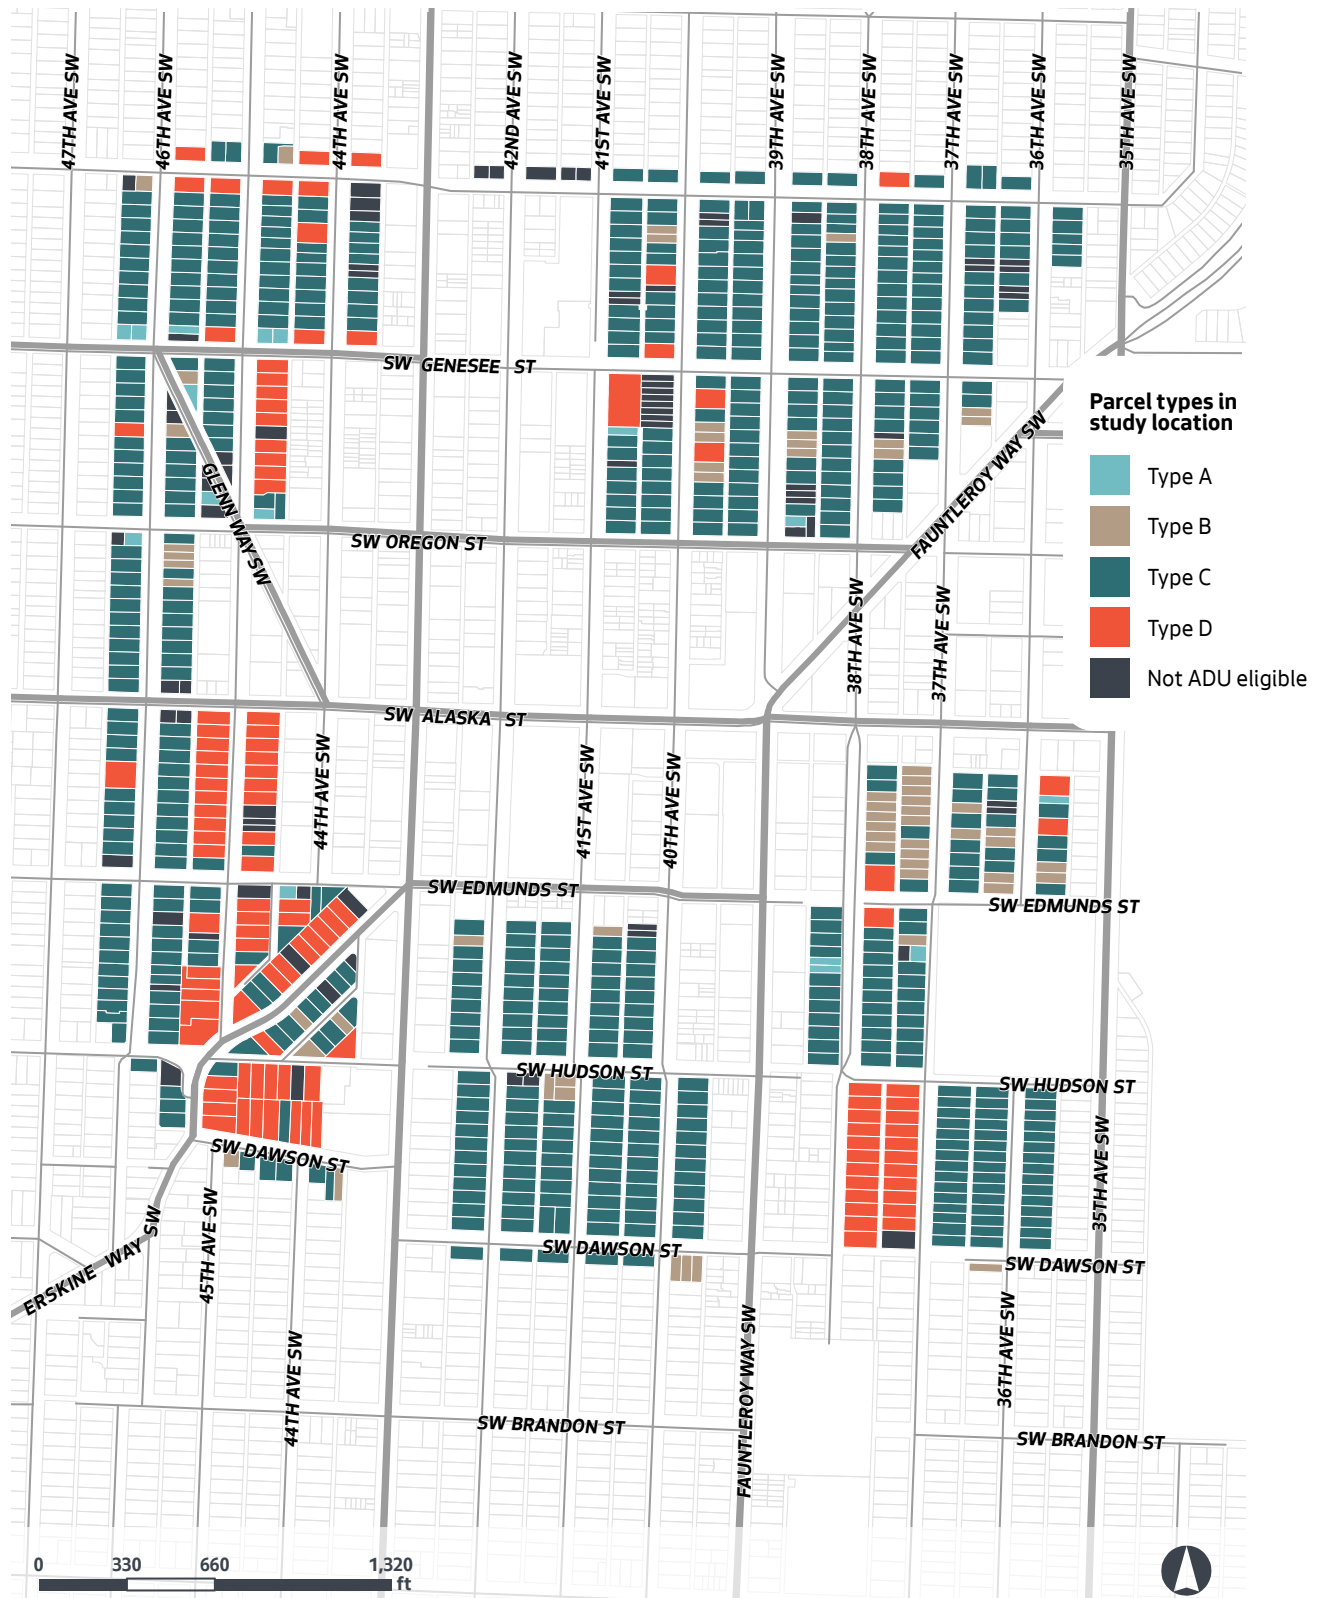 47TH AVE SW
46TH AVE SW
44TH AVE SW
42ND AVE SW
41ST AVE SW
39TH AVE SW
38TH AVE SW
37TH AVE SW
36TH AVE SW
35TH AVE SW
SW GENESEE ST
Parcel types in
study location
Type A
Type B
Type C
Type D
Not ADU eligible
GLENN WAY SW
FAUNTLEROY WAY SW
SW OREGON ST
38TH AVE SW
37TH AVE SW
SW ALASKA ST
44TH AVE SW
41ST AVE SW
40TH AVE SW
SW EDMUNDS ST
SW EDMUNDS ST
SW HUDSON ST
SW HUDSON ST
SW DAWSON ST
35TH AVE SW
ERSKINE WAY SW
45TH AVE SW
SW DAWSON ST
SW DAWSON ST
44TH AVE SW
FAUNTLEROY WAY SW
36TH AVE SW
SW BRANDON ST
SW BRANDON ST
0 330 660 1,320
ft